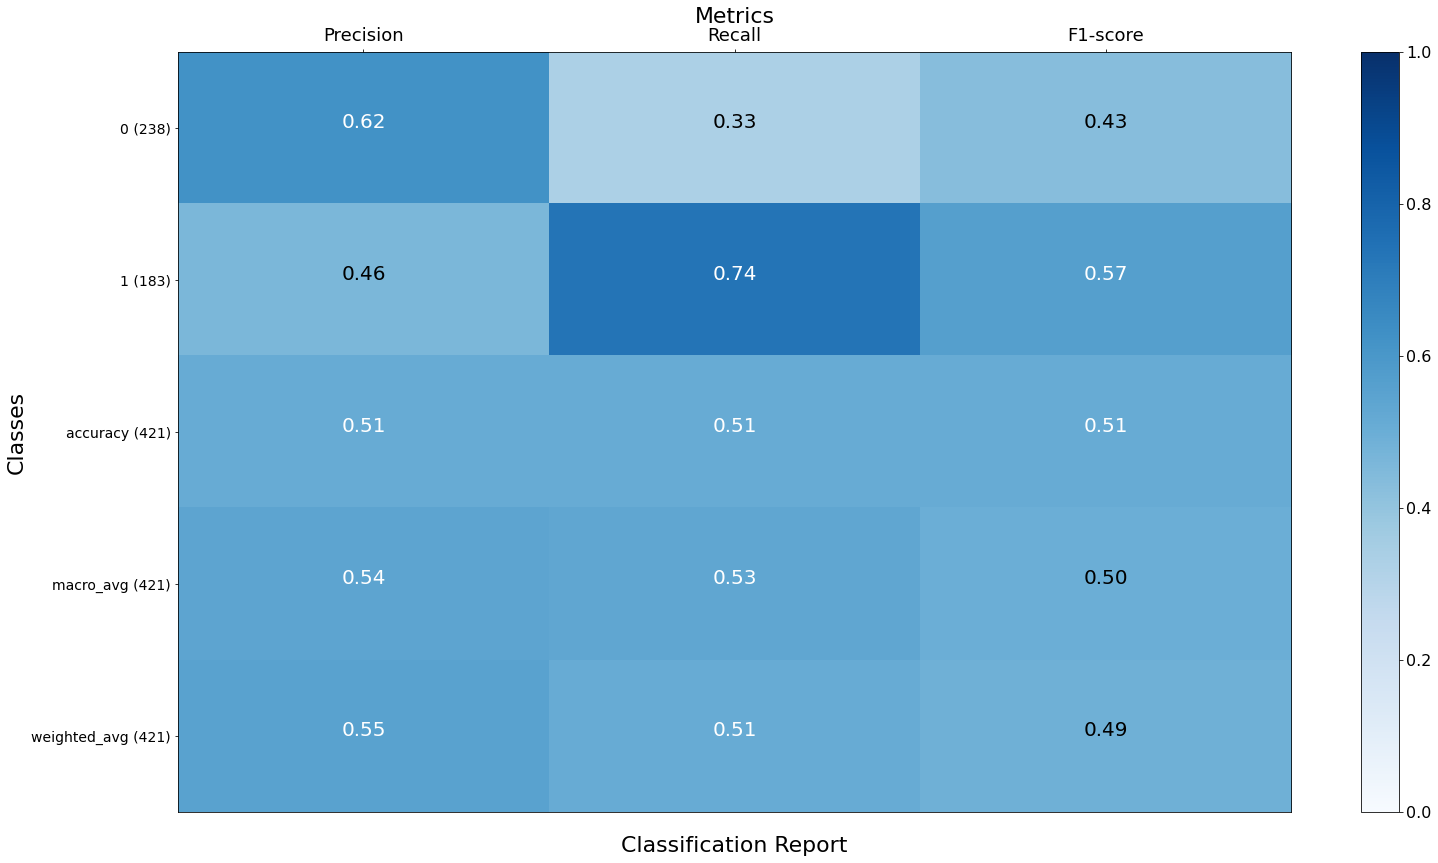 Metrics
Precision Recall F1-score
0 (238) 0.62 0.33 0.43
1 (183) 0.46 0.74 0.57
accuracy (421) 0.51 0.51 0.51
macro_avg (421) 0.54 0.53 0.50
weighted_avg (421) 0.55 0.51 0.49
Classes
Classification Report
1.0
0.8
0.6
0.4
0.2
0.0